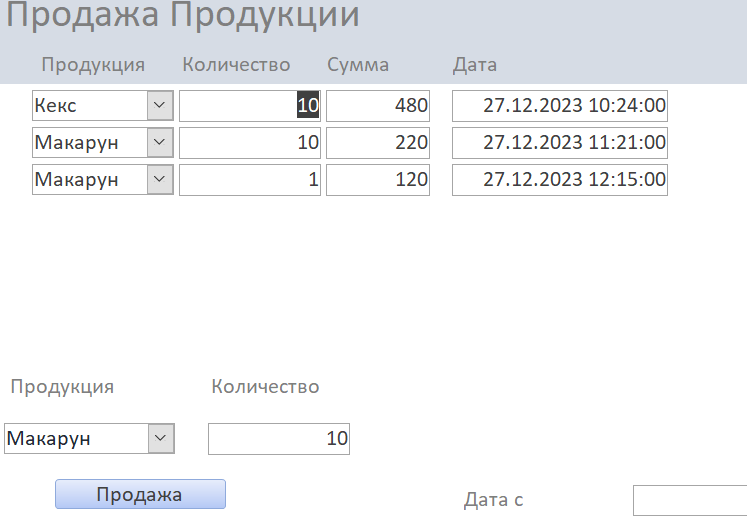 Продажа Продукции
Продукция Количество Сумма Дата
Кекс 10 480 27.12.2023 10:24:00
Макарун 10 220 27.12.2023 11:21:00
Макарун 1 120 27.12.2023 12:15:00
Продукция Количество
Макарун 10
Продажа
Дата с